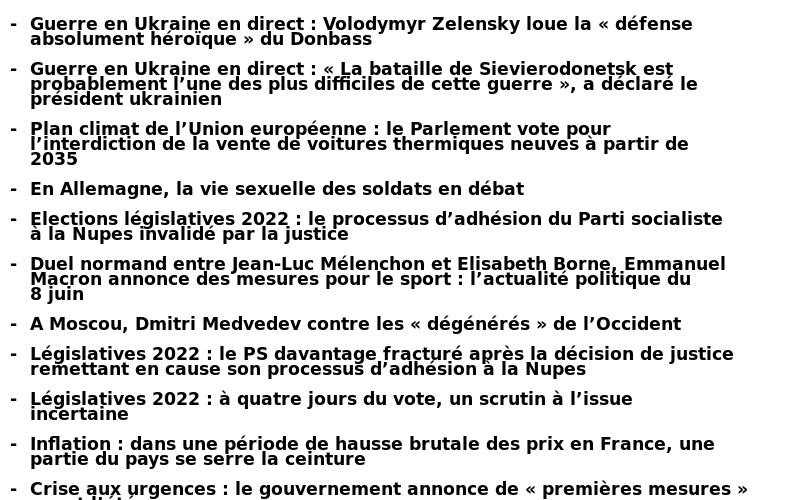 - Guerre en Ukraine en direct : Volodymyr Zelensky loue la « défense
absolument héroïque » du Donbass
- Guerre en Ukraine en direct : « La bataille de Sievierodonetsk est
probablement l’une des plus difficiles de cette guerre », a déclaré le
président ukrainien
- Plan climat de l’Union européenne : le Parlement vote pour
l’interdiction de la vente de voitures thermiques neuves à partir de
2035
- En Allemagne, la vie sexuelle des soldats en débat
- Elections législatives 2022 : le processus d’adhésion du Parti socialiste
à la Nupes invalidé par la justice
- Duel normand entre Jean-Luc Mélenchon et Elisabeth Borne, Emmanuel
Macron annonce des mesures pour le sport : l’actualité politique du
8 juin
- A Moscou, Dmitri Medvedev contre les « dégénérés » de l’Occident
- Législatives 2022 : le PS davantage fracturé après la décision de justice
remettant en cause son processus d’adhésion à la Nupes
- Législatives 2022 : à quatre jours du vote, un scrutin à l’issue
incertaine
- Inflation : dans une période de hausse brutale des prix en France, une
partie du pays se serre la ceinture
- Crise aux urgences : le gouvernement annonce de « premières mesures »